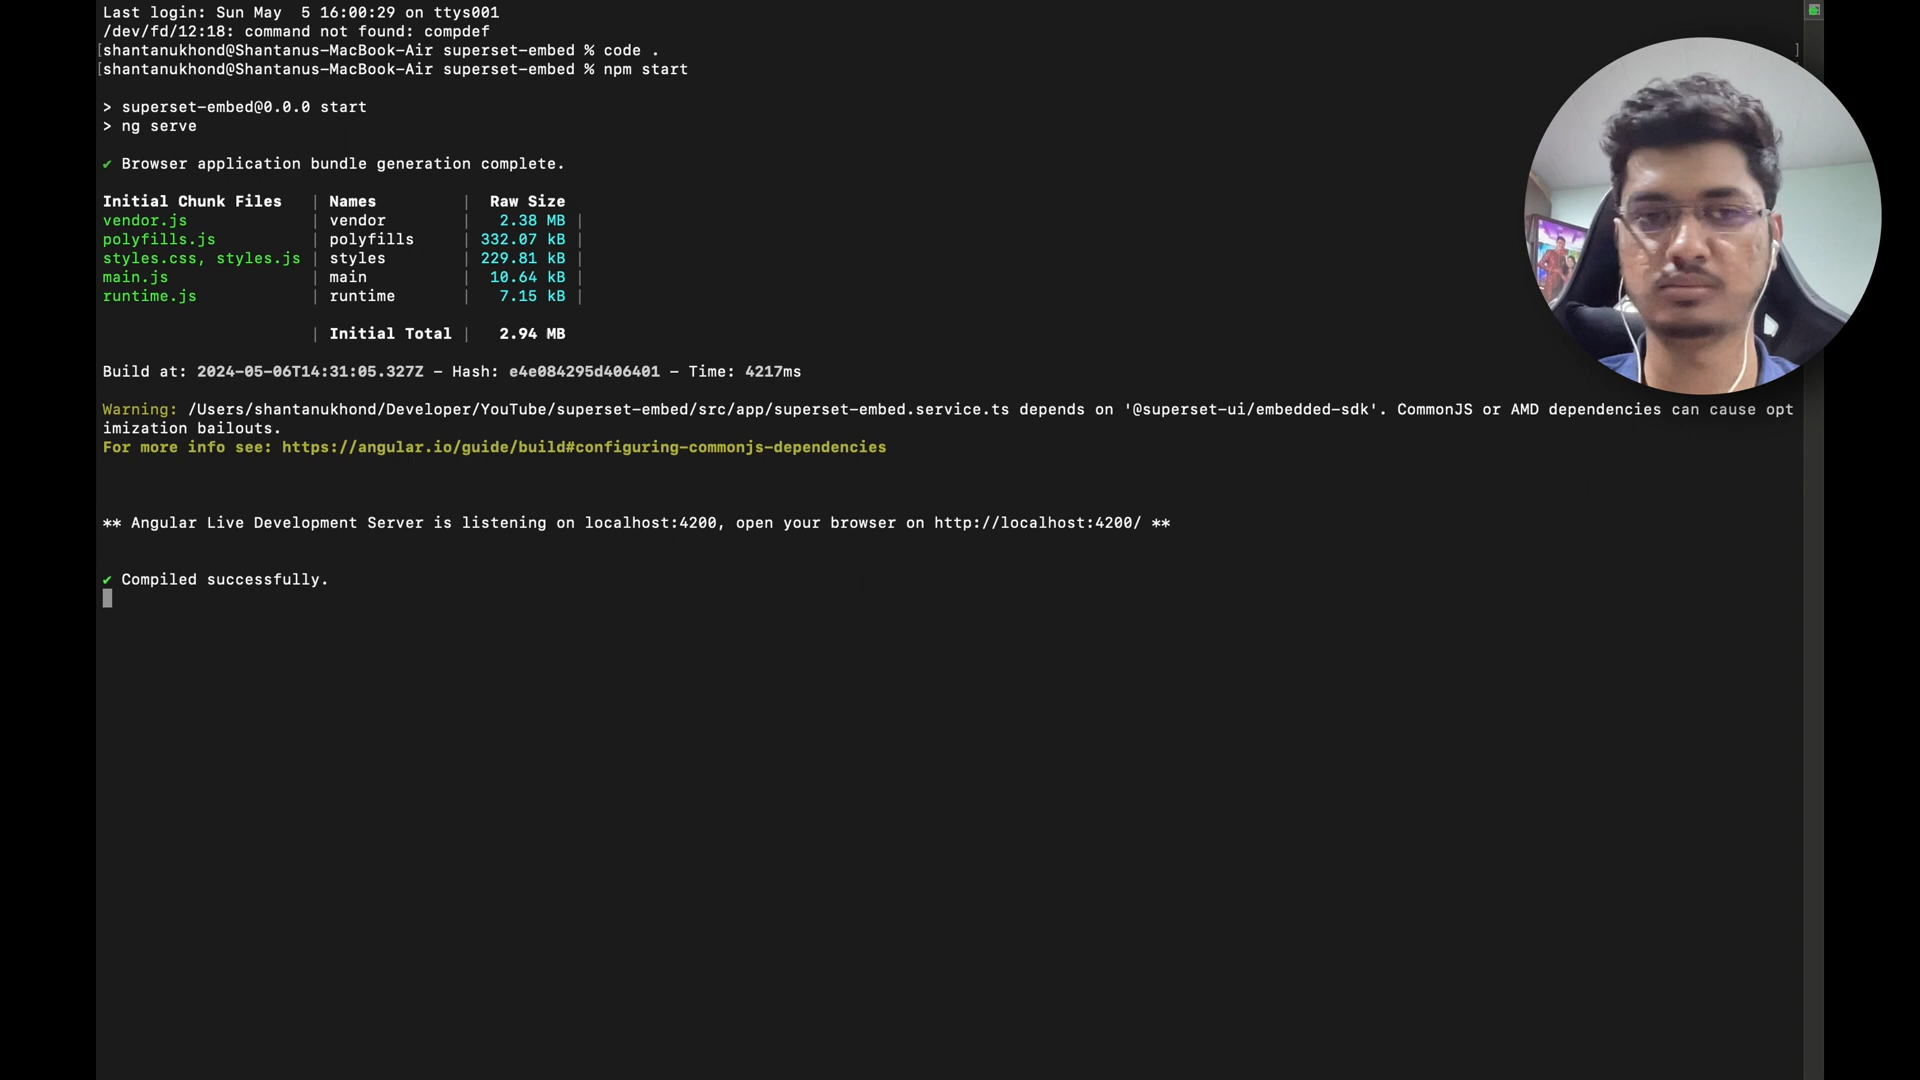 Last login: Sun May  5 16:00:29 on ttys001
/dev/fd/12:18: command not found: compdef
[shantanukhond@Shantanus-MacBook-Air superset-embed % code . ]
[shantanukhond@Shantanus-MacBook-Air superset-embed % npm start
> superset-embed@0.0.0 start
> ng serve
✔ Browser application bundle generation complete.
Initial Chunk Files | Names | Raw Size
vendor.js | vendor | 2.38 MB |
polyfills.js | polyfills | 332.07 kB |
styles.css, styles.js | styles | 229.81 kB |
main.js | main | 10.64 kB |
runtime.js | runtime | 7.15 kB |
| Initial Total | 2.94 MB
Build at: 2024-05-06T14:31:05.327Z - Hash: e4e084295d406401 - Time: 4217ms
Warning: /Users/shantanukhond/Developer/YouTube/superset-embed/src/app/superset-embed.service.ts depends on '@superset-ui/embedded-sdk'. CommonJS or AMD dependencies can cause opt
imization bailouts.
For more info see: https://angular.io/guide/build#configuring-commonjs-dependencies
** Angular Live Development Server is listening on localhost:4200, open your browser on http://localhost:4200/ **
✔ Compiled successfully.